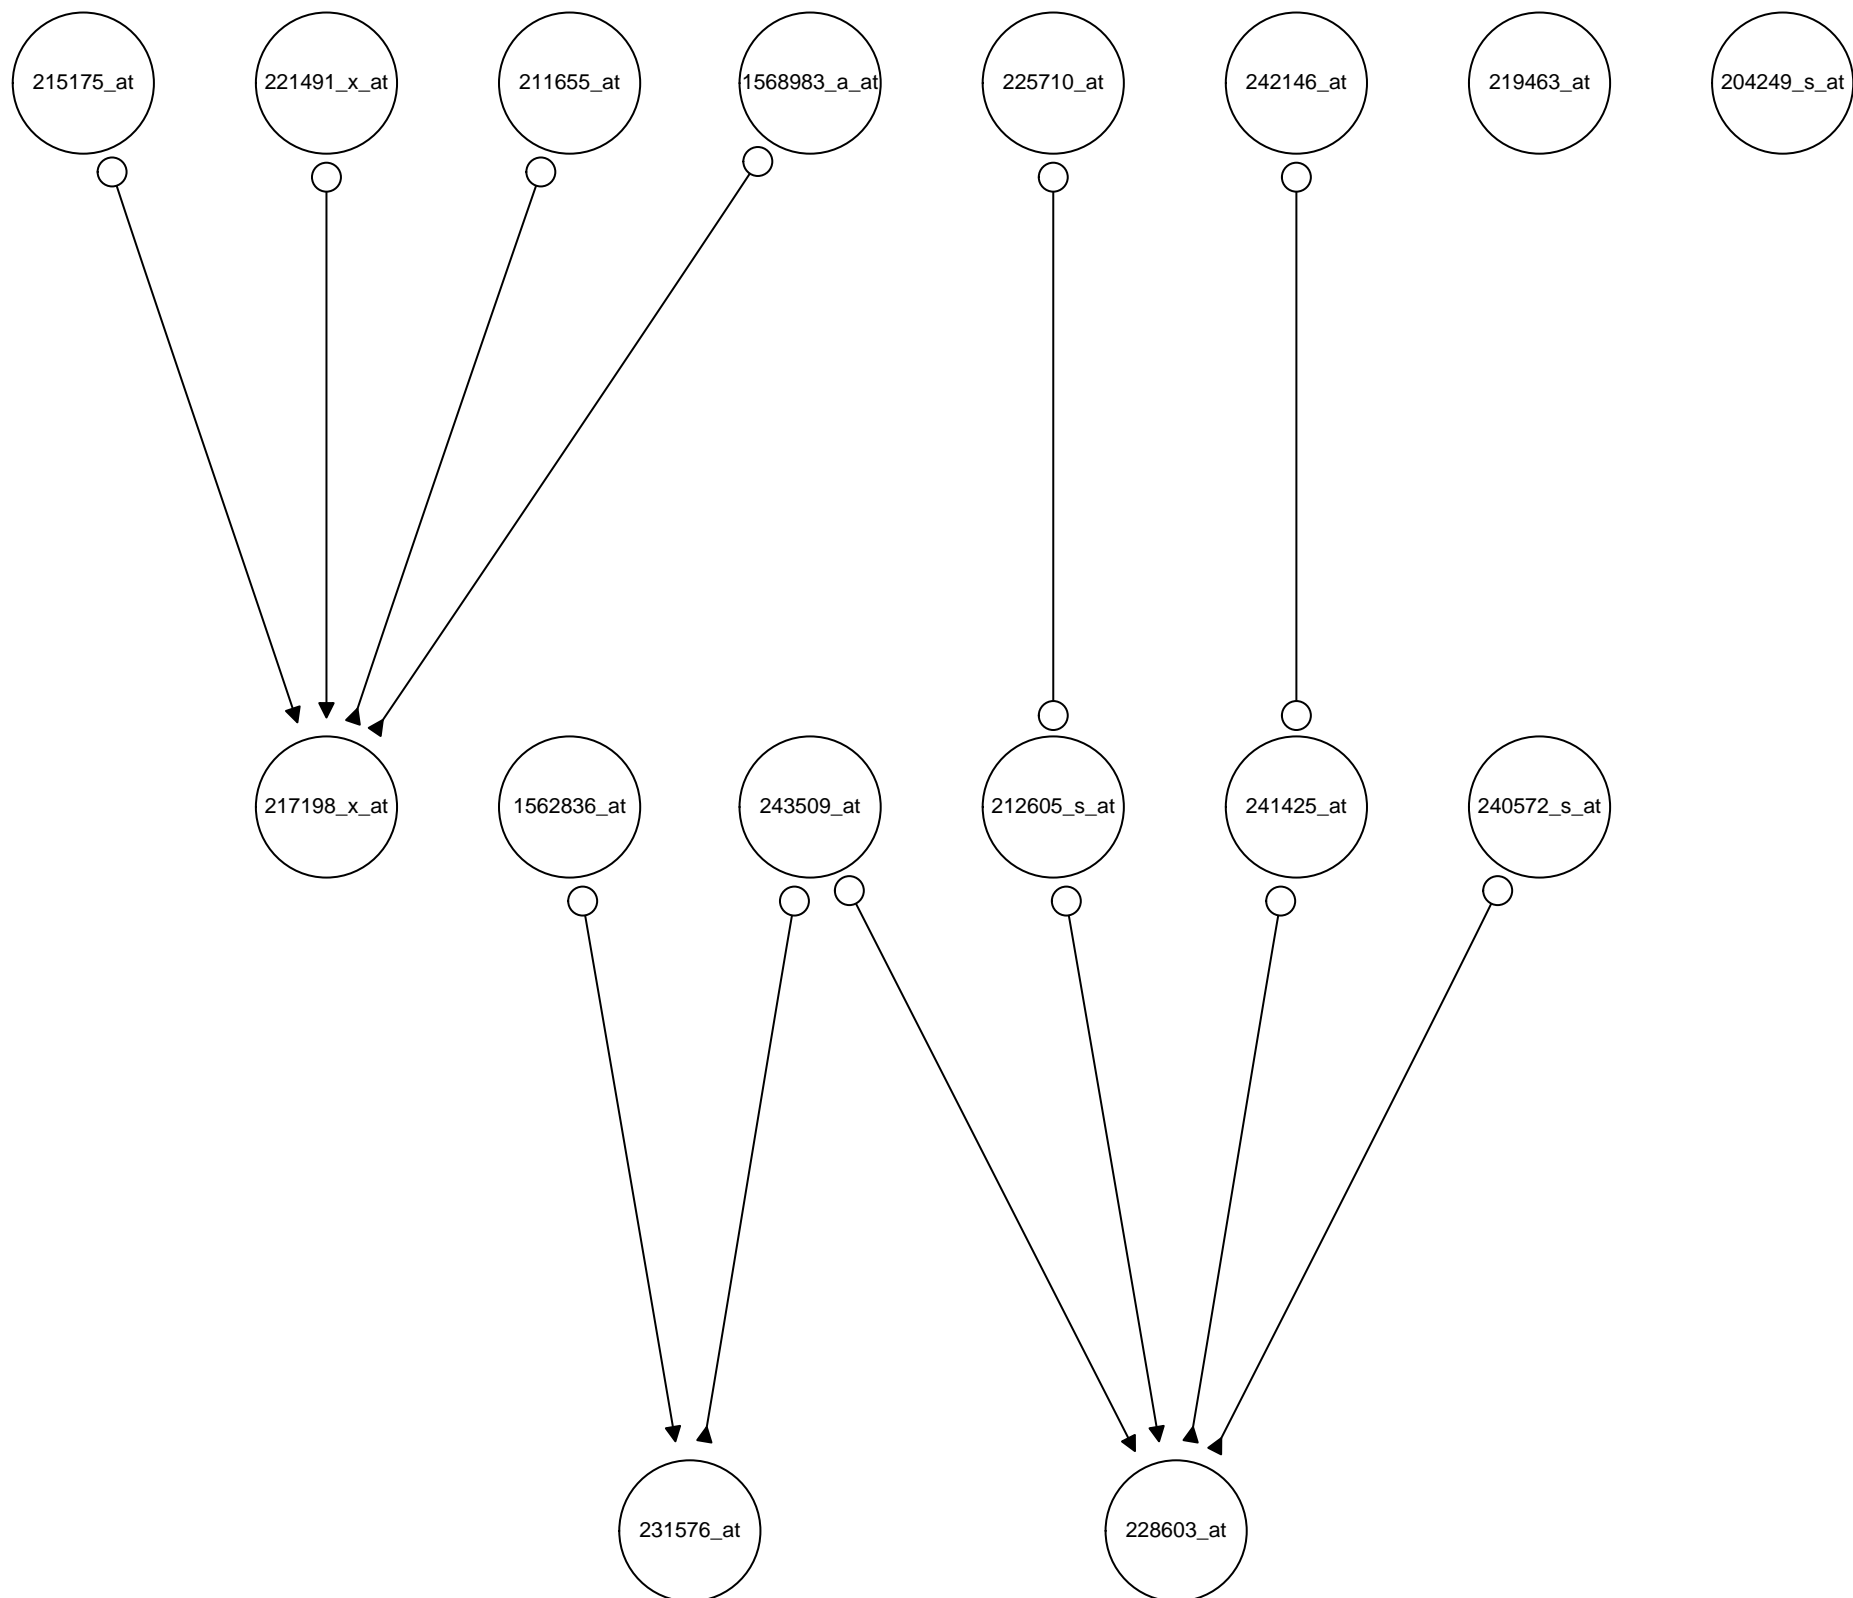 215175_at
221491_x_at
211655_at
1568983_a_at
225710_at
242146_at
219463_at
204249_s_at
217198_x_at
1562836_at
243509_at
212605_s_at
241425_at
240572_s_at
231576_at
228603_at